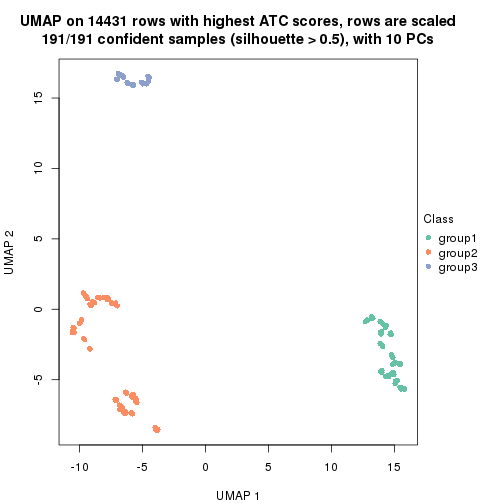 UMAP on 14431 rows with highest ATC scores, rows are scaled
191/191 confident samples (silhouette > 0.5), with 10 PCs
15
10
5
0
-5
UMAP 2
-10
-5
0
5
10
15
UMAP 1
Class
group1
group2
group3